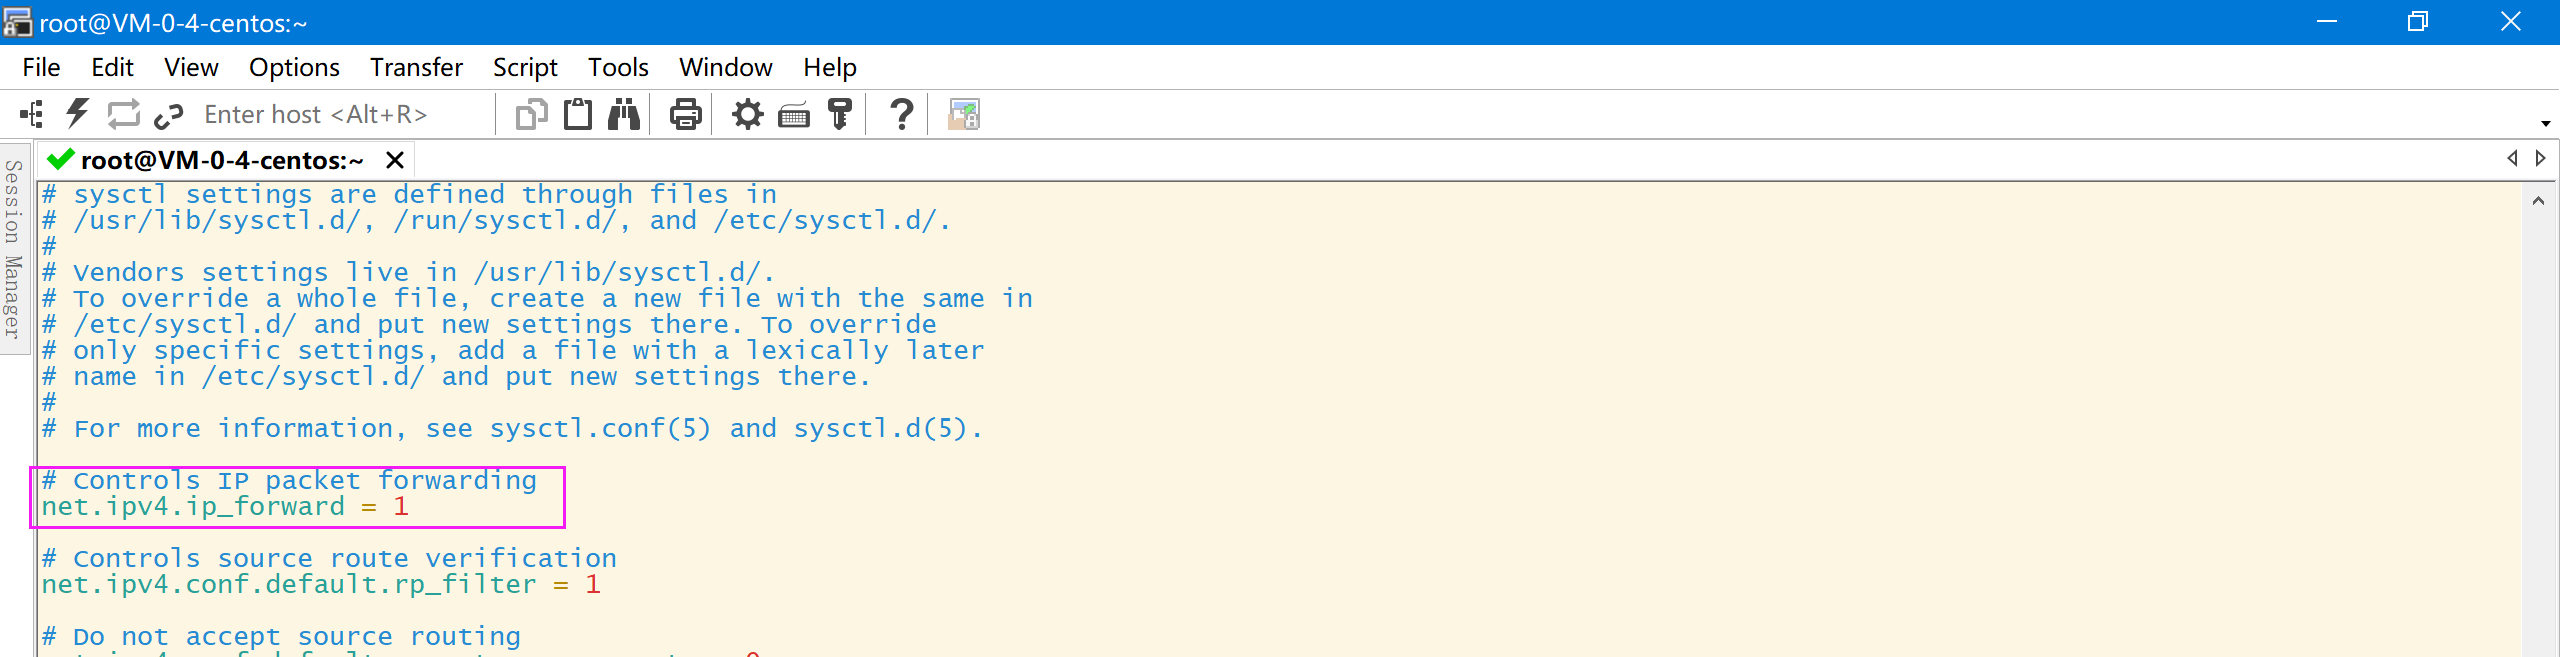 root@VM-0-4-centos:~
File Edit View Options Transfer Script Tools Window Help
Enter host <Alt+R>
Session Manager
root@VM-0-4-centos:~
# sysctl settings are defined through files in
# /usr/lib/sysctl.d/, /run/sysctl.d/, and /etc/sysctl.d/.
#
# Vendors settings live in /usr/lib/sysctl.d/.
# To override a whole file, create a new file with the same in
# /etc/sysctl.d/ and put new settings there. To override
# only specific settings, add a file with a lexically later
# name in /etc/sysctl.d/ and put new settings there.
#
# For more information, see sysctl.conf(5) and sysctl.d(5).
# Controls IP packet forwarding
net.ipv4.ip_forward = 1
# Controls source route verification
net.ipv4.conf.default.rp_filter = 1
# Do not accept source routing